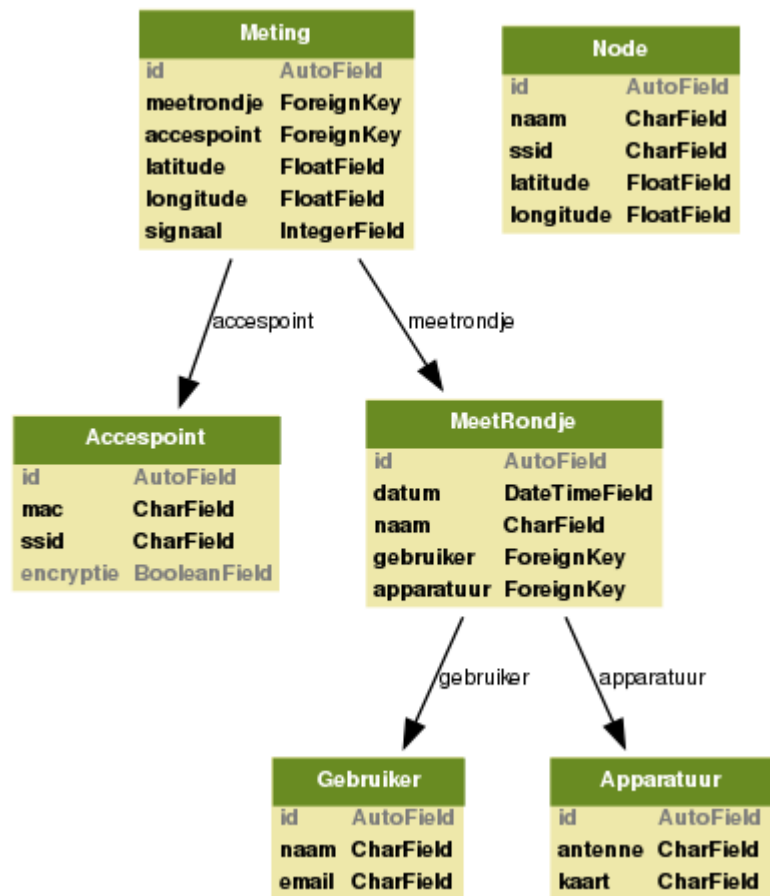 Meting
id AutoField
meetrondje ForeignKey
accespoint ForeignKey
latitude FloatField
longitude FloatField
signaal IntegerField
Node
id AutoField
naam CharField
ssid CharField
latitude FloatField
longitude FloatField
accespoint
meetrondje
Accespoint
id AutoField
mac CharField
ssid CharField
encryptie BooleanField
MeetRondje
id AutoField
datum DateTimeField
naam CharField
gebruiker ForeignKey
apparatuur ForeignKey
gebruiker
apparatuur
Gebruiker
id AutoField
naam CharField
email CharField
Apparatuur
id AutoField
antenne CharField
kaart CharField